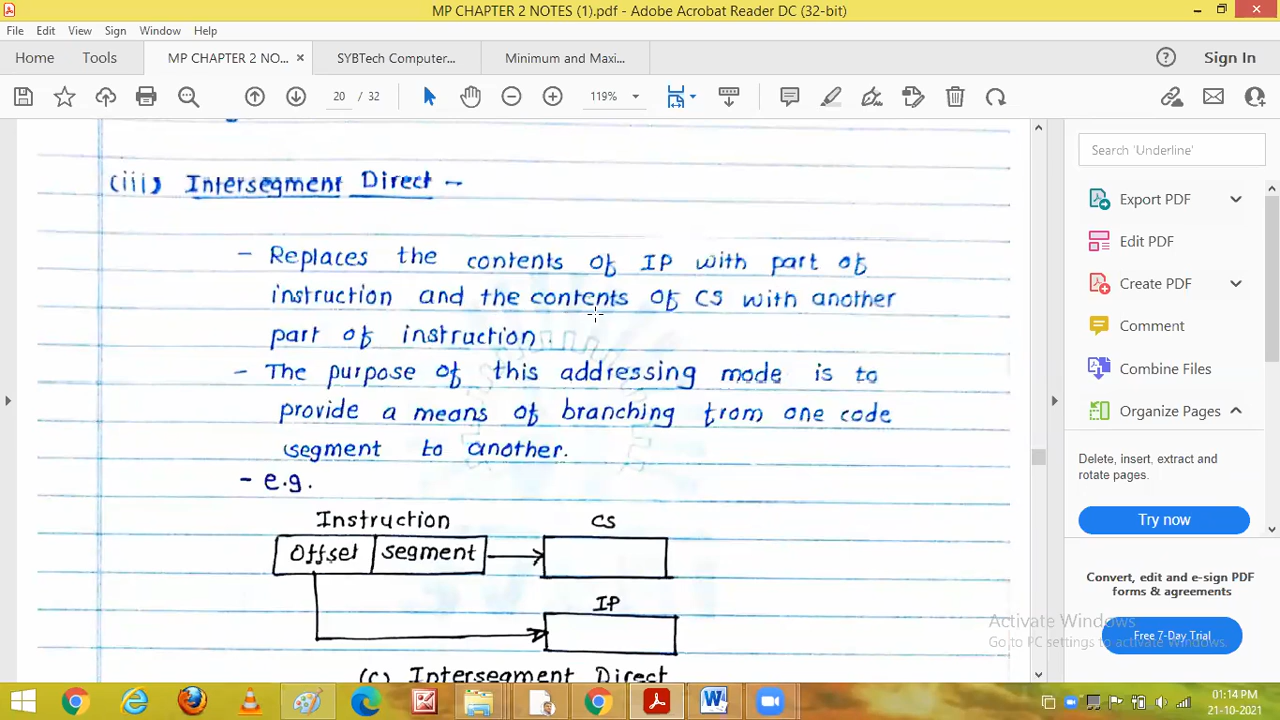 MP CHAPTER 2 NOTES (1).pdf - Adobe Acrobat Reader DC (32-bit)
File Edit View Sign Window Help
Home Tools MP CHAPTER 2 NO... × SYBTech Computer... Minimum and Maxi... Sign In
20 / 32 119%
(iii) Intersegment Direct -
- Replaces the contents of IP with part of
instruction and the contents of CS with another
part of instruction.
- The purpose of this addressing mode is to
provide a means of branching from one code
segment to another.
- e.g.
Instruction CS
Offset segment
IP
(c) Intersegment Direct
Search 'Underline'
Export PDF
Edit PDF
Create PDF
Comment
Combine Files
Organize Pages
Delete, insert, extract and
rotate pages.
Try now
Convert, edit and e-sign PDF
forms & agreements
Free 7-Day Trial
Activate Windows
Go to PC settings to activate Windows.
01:14 PM
21-10-2021